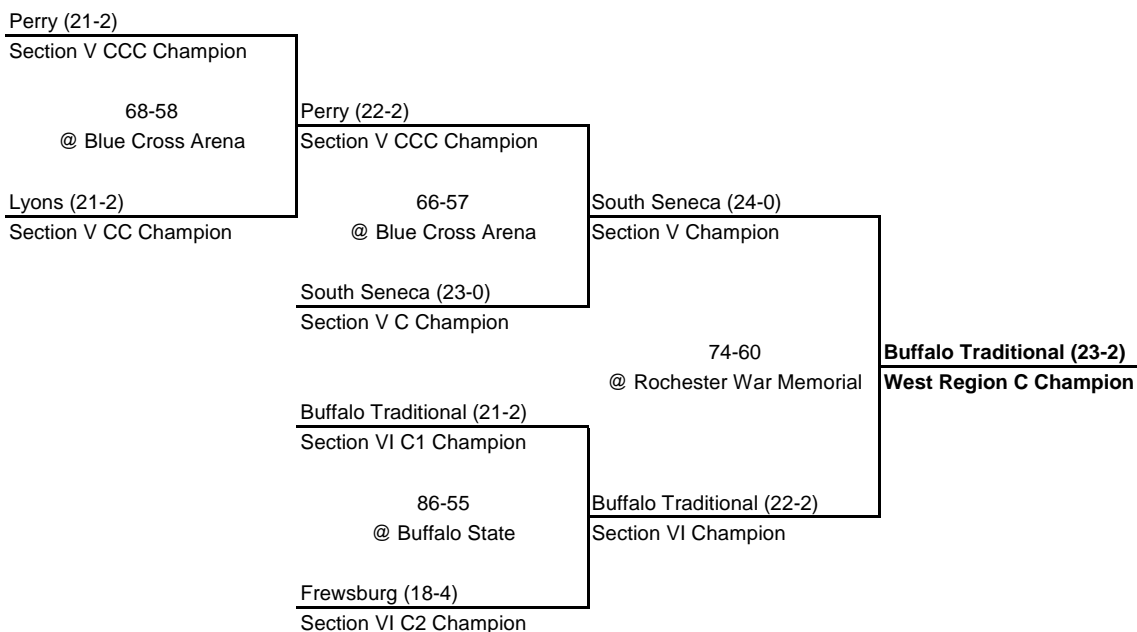 Perry (21-2)
Section V CCC Champion
68-58
@ Blue Cross Arena
Perry (22-2)
Section V CCC Champion
Lyons (21-2)
Section V CC Champion
66-57
@ Blue Cross Arena
South Seneca (24-0)
Section V Champion
South Seneca (23-0)
Section V C Champion
74-60
@ Rochester War Memorial
Buffalo Traditional (23-2)
West Region C Champion
Buffalo Traditional (21-2)
Section VI C1 Champion
86-55
@ Buffalo State
Buffalo Traditional (22-2)
Section VI Champion
Frewsburg (18-4)
Section VI C2 Champion